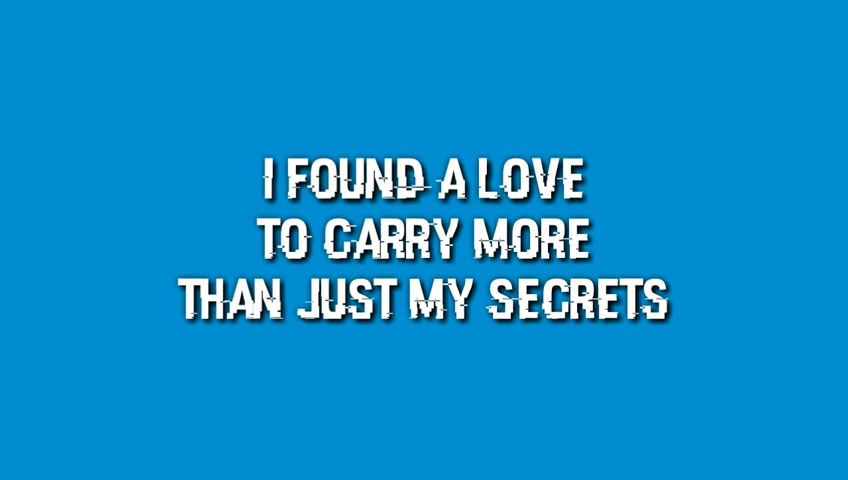 I FOUND A LOVE
TO CARRY MORE
THAN JUST MY SECRETS